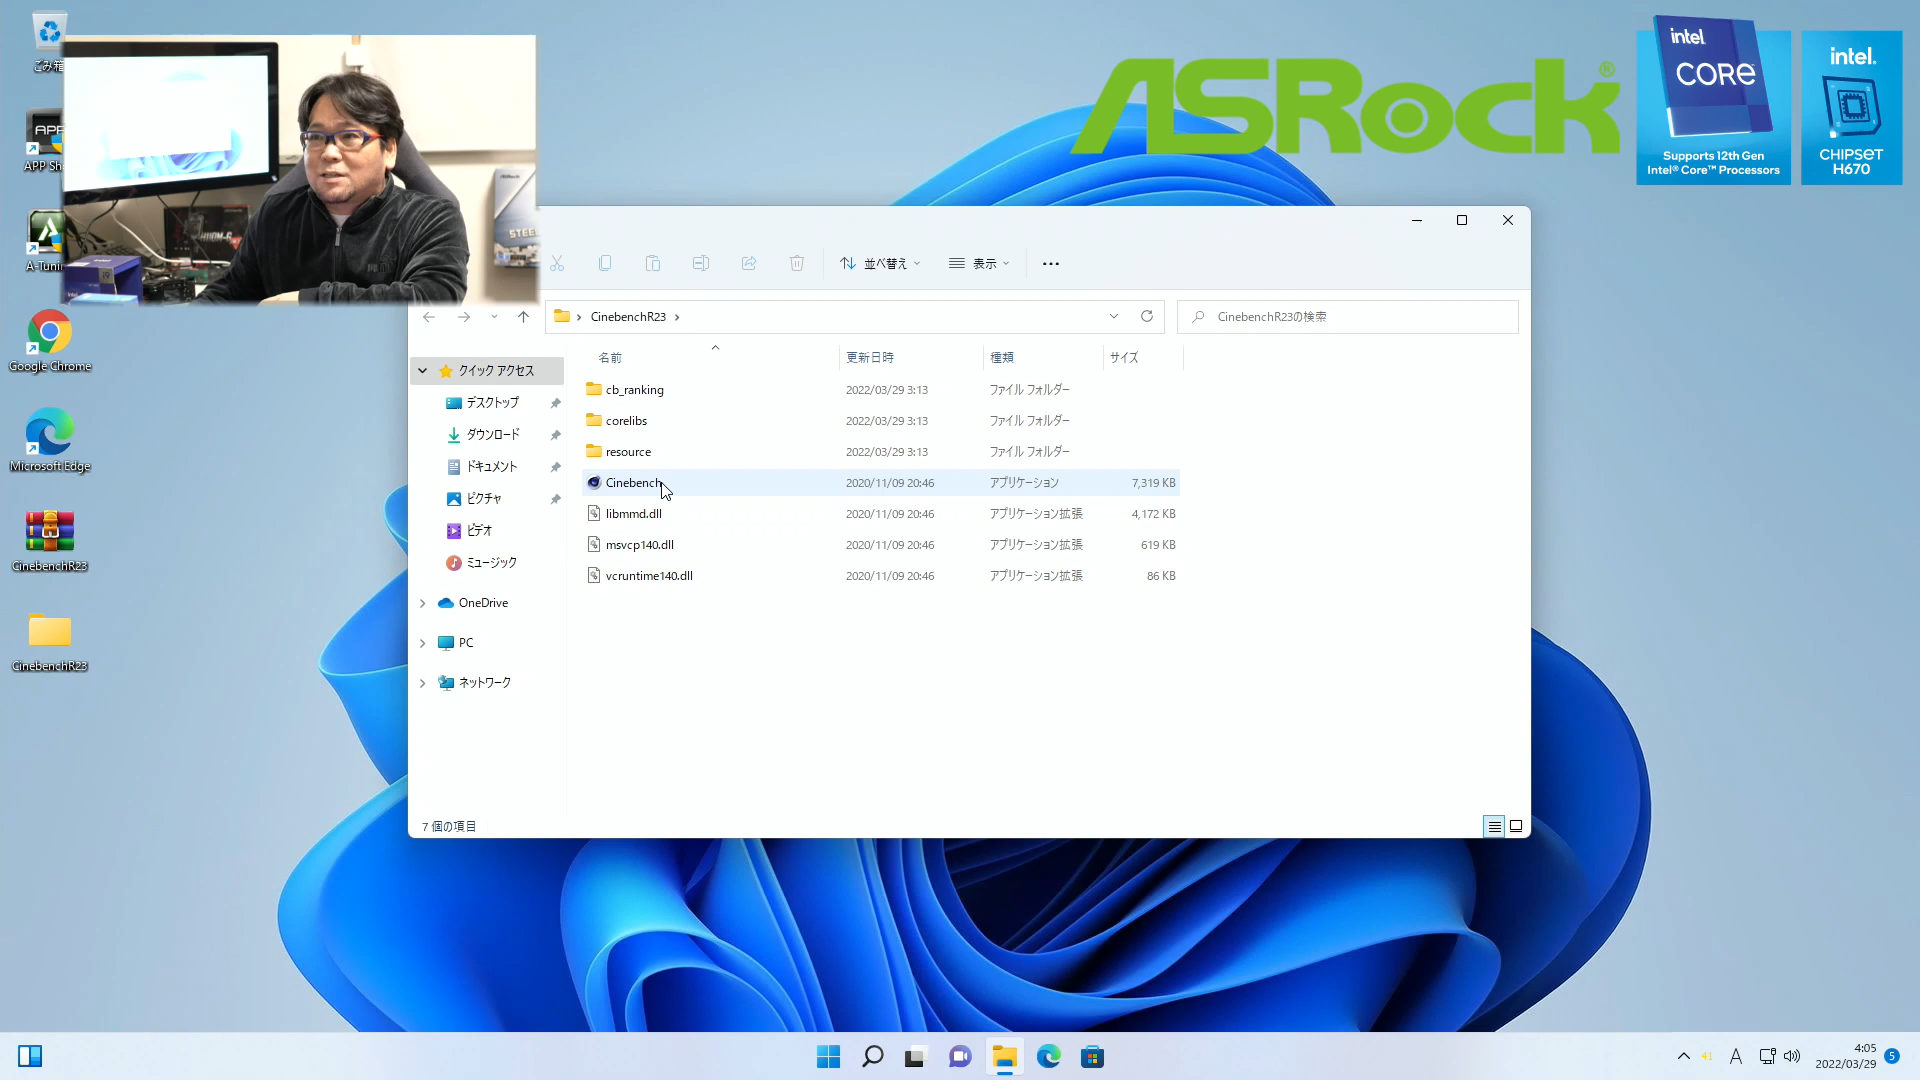 ごみ箱
APP Sh
A-Tuni
Google Chrome
Microsoft Edge
CinebenchR23
CinebenchR23
ASRock®
intel
CORE
Supports 12th Gen
Intel® Core™ Processors
intel.
CHIPSET
H670
STEEL
i9
並べ替え
表示
CinebenchR23
CinebenchR23の検索
名前 更新日時 種類 サイズ
クイック アクセス
デスクトップ
ダウンロード
ドキュメント
ピクチャ
ビデオ
ミュージック
OneDrive
PC
ネットワーク
cb_ranking 2022/03/29 3:13 ファイル フォルダー
corelibs 2022/03/29 3:13 ファイル フォルダー
resource 2022/03/29 3:13 ファイル フォルダー
Cinebench 2020/11/09 20:46 アプリケーション 7,319 KB
libmmd.dll 2020/11/09 20:46 アプリケーション拡張 4,172 KB
msvcp140.dll 2020/11/09 20:46 アプリケーション拡張 619 KB
vcruntime140.dll 2020/11/09 20:46 アプリケーション拡張 86 KB
7 個の項目
41
A
4:05
2022/03/29
5